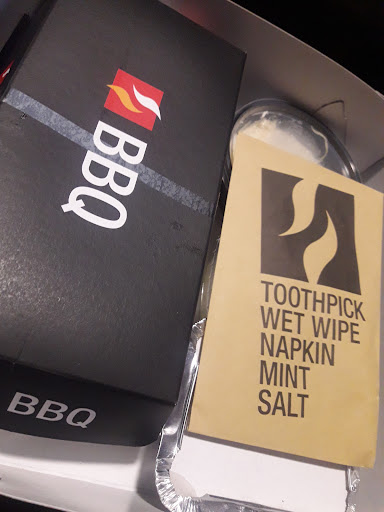 BBQ
BBQ
TOOTHPICK
WET WIPE
NAPKIN
MINT
SALT